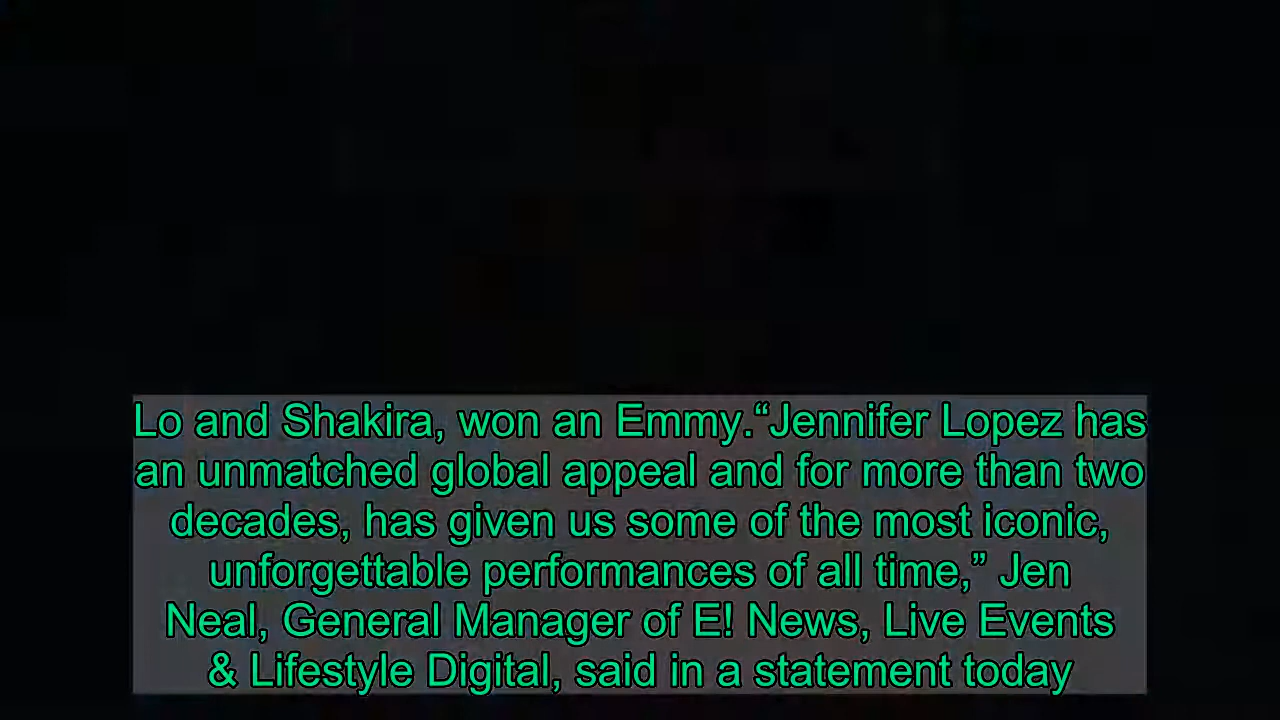 Lo and Shakira, won an Emmy.“Jennifer Lopez has
an unmatched global appeal and for more than two
decades, has given us some of the most iconic,
unforgettable performances of all time,” Jen
Neal, General Manager of E! News, Live Events
& Lifestyle Digital, said in a statement today